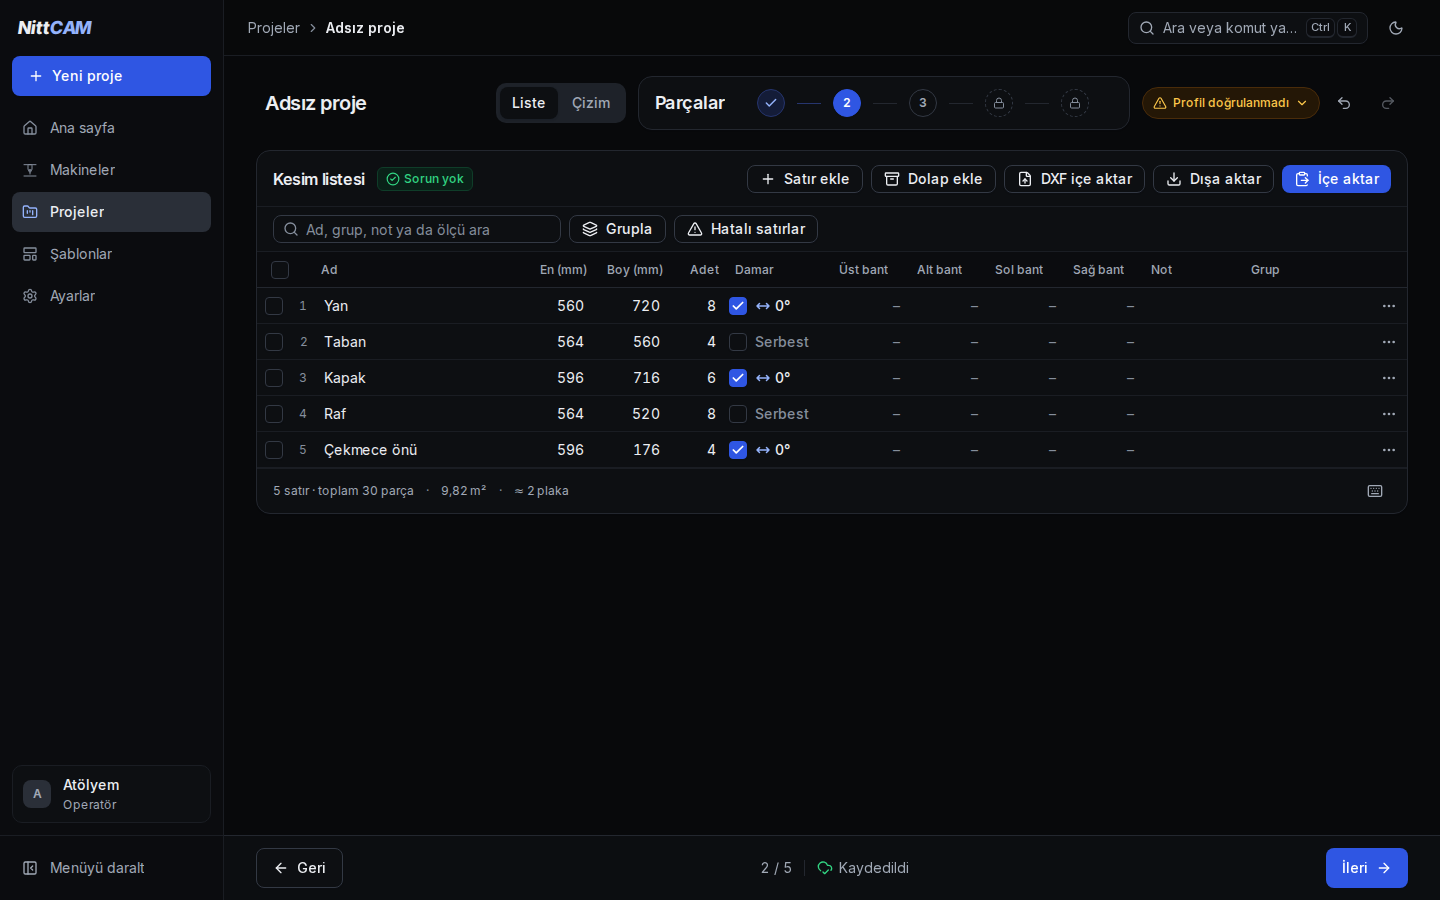 NittCAM
Yeni proje
Ana sayfa
Makineler
Projeler
Şablonlar
Ayarlar
A
Atölyem
Operatör
Menüyü daralt
Projeler > Adsız proje
Ara veya komut ya… Ctrl K
Adsız proje
Liste Çizim
Parçalar 2 3
Profil doğrulanmadı
Kesim listesi Sorun yok
Satır ekle Dolap ekle DXF içe aktar Dışa aktar İçe aktar
Ad, grup, not ya da ölçü ara Grupla Hatalı satırlar
Ad En (mm) Boy (mm) Adet Damar Üst bant Alt bant Sol bant Sağ bant Not Grup
1 Yan 560 720 8 ↔ 0° – – – –
2 Taban 564 560 4 Serbest – – – –
3 Kapak 596 716 6 ↔ 0° – – – –
4 Raf 564 520 8 Serbest – – – –
5 Çekmece önü 596 176 4 ↔ 0° – – – –
5 satır · toplam 30 parça · 9,82 m² · ≈ 2 plaka
Geri
2 / 5 Kaydedildi
İleri